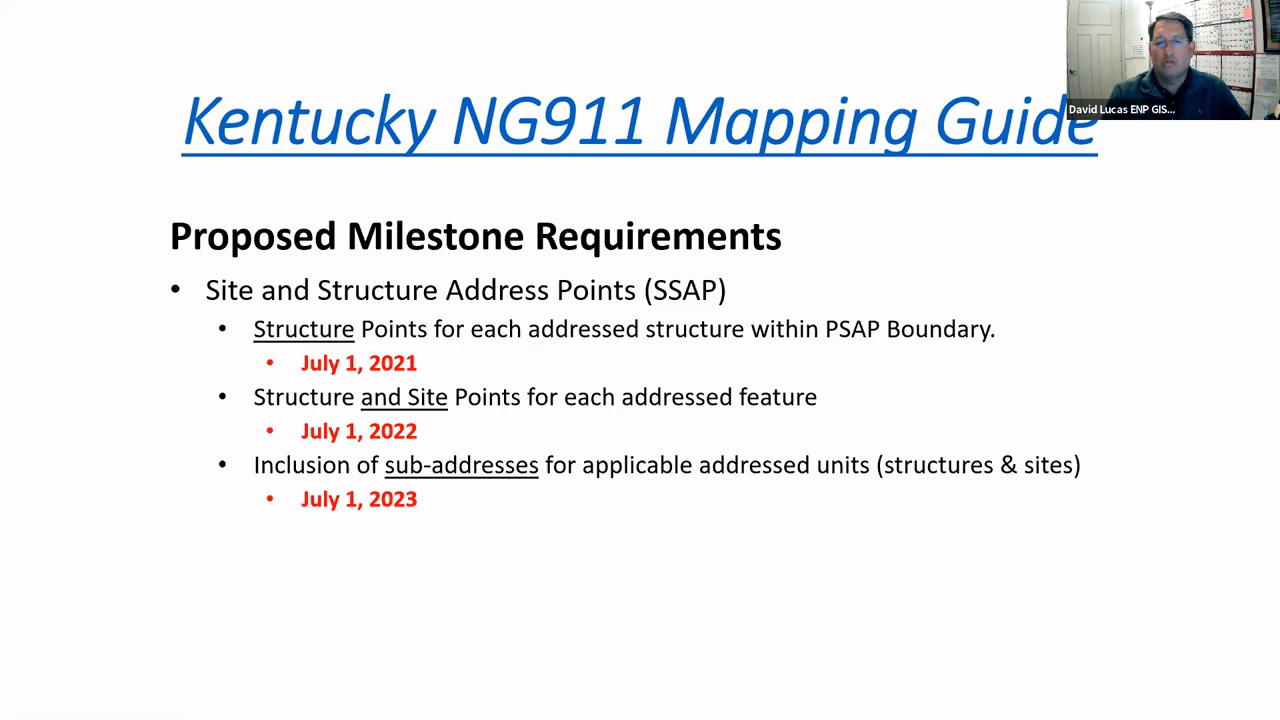 Kentucky NG911 Mapping Guide
David Lucas ENP GIS...
Proposed Milestone Requirements
• Site and Structure Address Points (SSAP)
• Structure Points for each addressed structure within PSAP Boundary.
• July 1, 2021
• Structure and Site Points for each addressed feature
• July 1, 2022
• Inclusion of sub-addresses for applicable addressed units (structures & sites)
• July 1, 2023